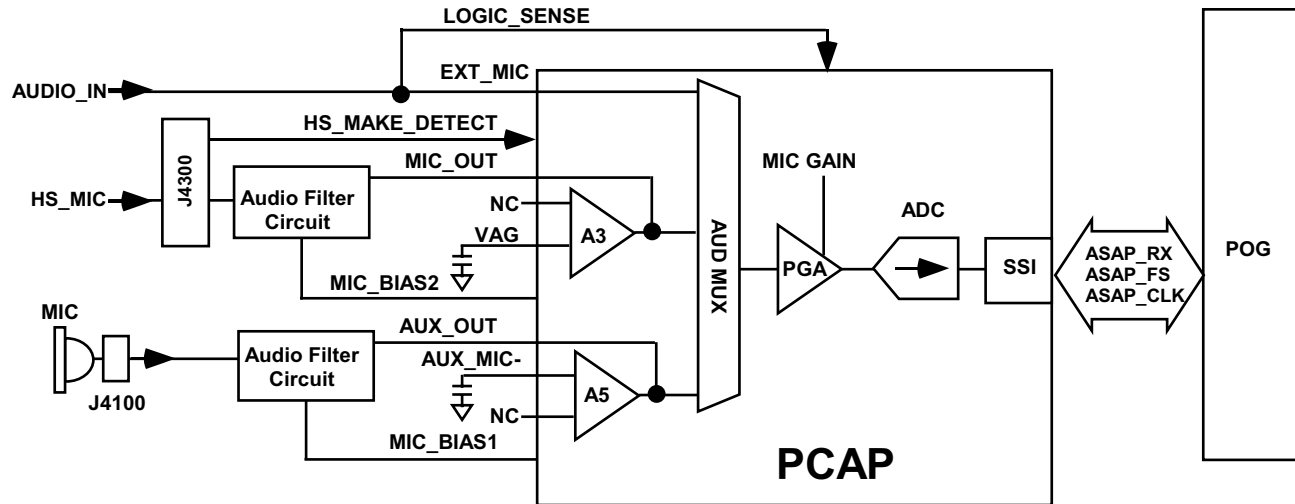 LOGIC_SENSE
EXT_MIC
AUDIO_IN
HS_MAKE_DETECT
J4300
MIC_OUT
MIC GAIN
HS_MIC
Audio Filter
Circuit
NC
A3
VAG
AUD MUX
ADC
PGA
SSI
ASAP_RX
ASAP_FS
ASAP_CLK
POG
MIC_BIAS2
MIC
AUX_OUT
Audio Filter
Circuit
AUX_MIC-
A5
J4100
NC
MIC_BIAS1
PCAP